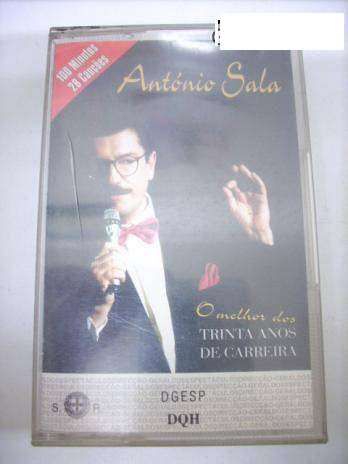 100 Minutos
28 Canções
António Sala
O melhor dos
TRINTA ANOS
DE CARREIRA
S. R.
DGESP
DQH